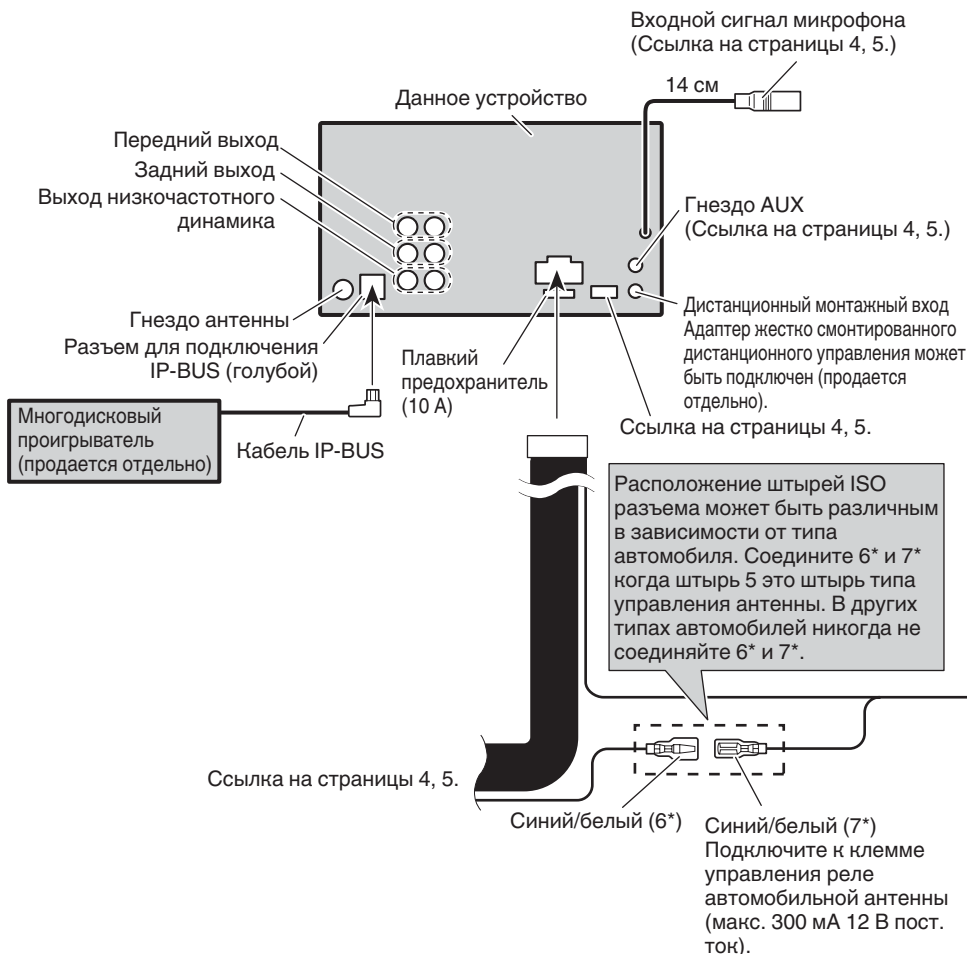 Входной сигнал микрофона
(Ссылка на страницы 4, 5.)
14 см
Данное устройство
Передний выход
Задний выход
Выход низкочастотного
динамика
Гнездо AUX
(Ссылка на страницы 4, 5.)
Гнездо антенны
Разъем для подключения
IP-BUS (голубой)
Плавкий
предохранитель
(10 A)
Дистанционный монтажный вход
Адаптер жестко смонтированного
дистанционного управления может
быть подключен (продается
отдельно).
Ссылка на страницы 4, 5.
Многодисковый
проигрыватель
(продается отдельно)
Кабель IP-BUS
Расположение штырей ISO
разъема может быть различным
в зависимости от типа
автомобиля. Соедините 6* и 7*
когда штырь 5 это штырь типа
управления антенны. В других
типах автомобилей никогда не
соединяйте 6* и 7*.
Ссылка на страницы 4, 5.
Синий/белый (6*)
Синий/белый (7*)
Подключите к клемме
управления реле
автомобильной антенны
(макс. 300 мА 12 В пост.
ток).